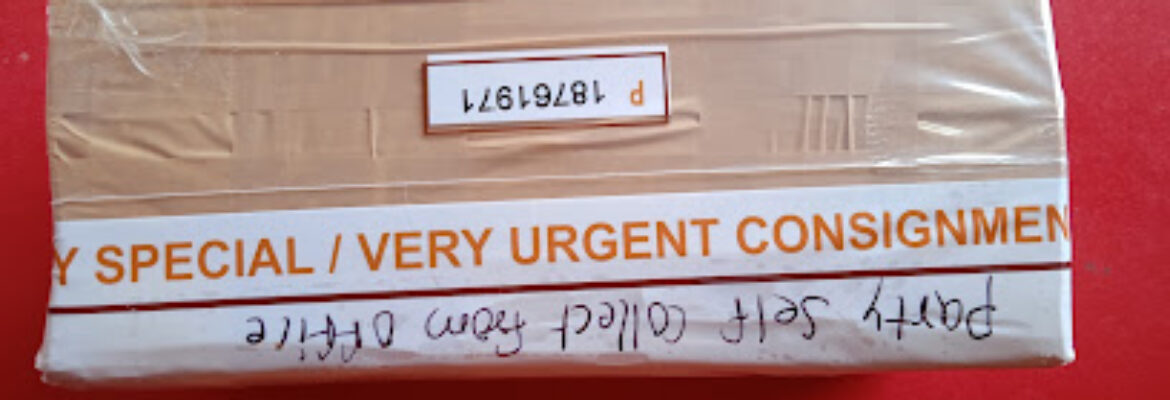 P 18761971
Y SPECIAL / VERY URGENT CONSIGNMEN
Party Self Collect from office